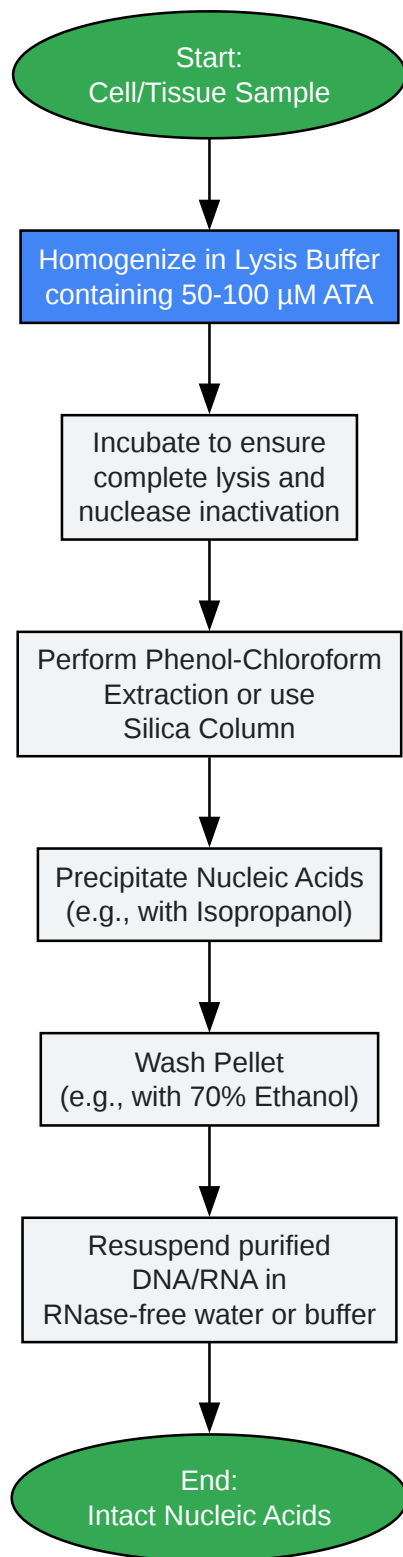 Start:
Cell/Tissue Sample
Homogenize in Lysis Buffer
containing 50-100 µM ATA
Incubate to ensure
complete lysis and
nuclease inactivation
Perform Phenol-Chloroform
Extraction or use
Silica Column
Precipitate Nucleic Acids
(e.g., with Isopropanol)
Wash Pellet
(e.g., with 70% Ethanol)
Resuspend purified
DNA/RNA in
RNase-free water or buffer
End:
Intact Nucleic Acids